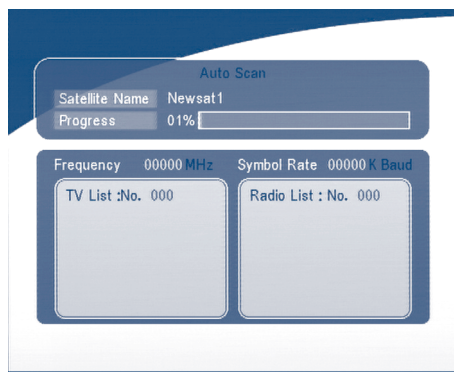 Auto Scan
Satellite Name Newsat1
Progress 01%
Frequency 00000 MHz Symbol Rate 00000 K Baud
TV List :No. 000 Radio List : No. 000